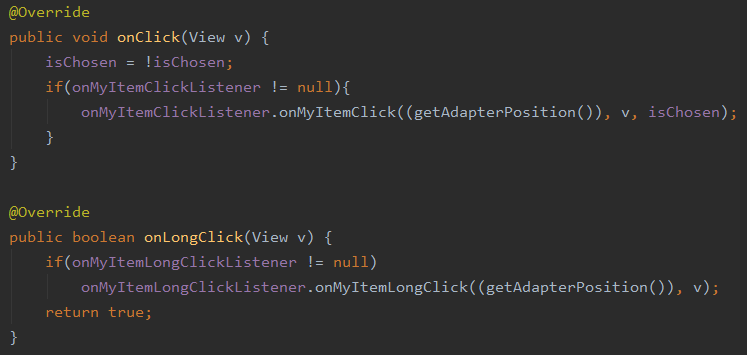 @Override
public void onClick(View v) {
    isChosen = !isChosen;
    if(onMyItemClickListener != null){
        onMyItemClickListener.onMyItemClick((getAdapterPosition()), v, isChosen);
    }
}
@Override
public boolean onLongClick(View v) {
    if(onMyItemLongClickListener != null)
        onMyItemLongClickListener.onMyItemLongClick((getAdapterPosition()), v);
    return true;
}